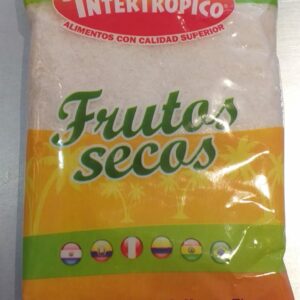 INTERTROPICO
ALIMENTOS CON CALIDAD SUPERIOR
Frutos
secos